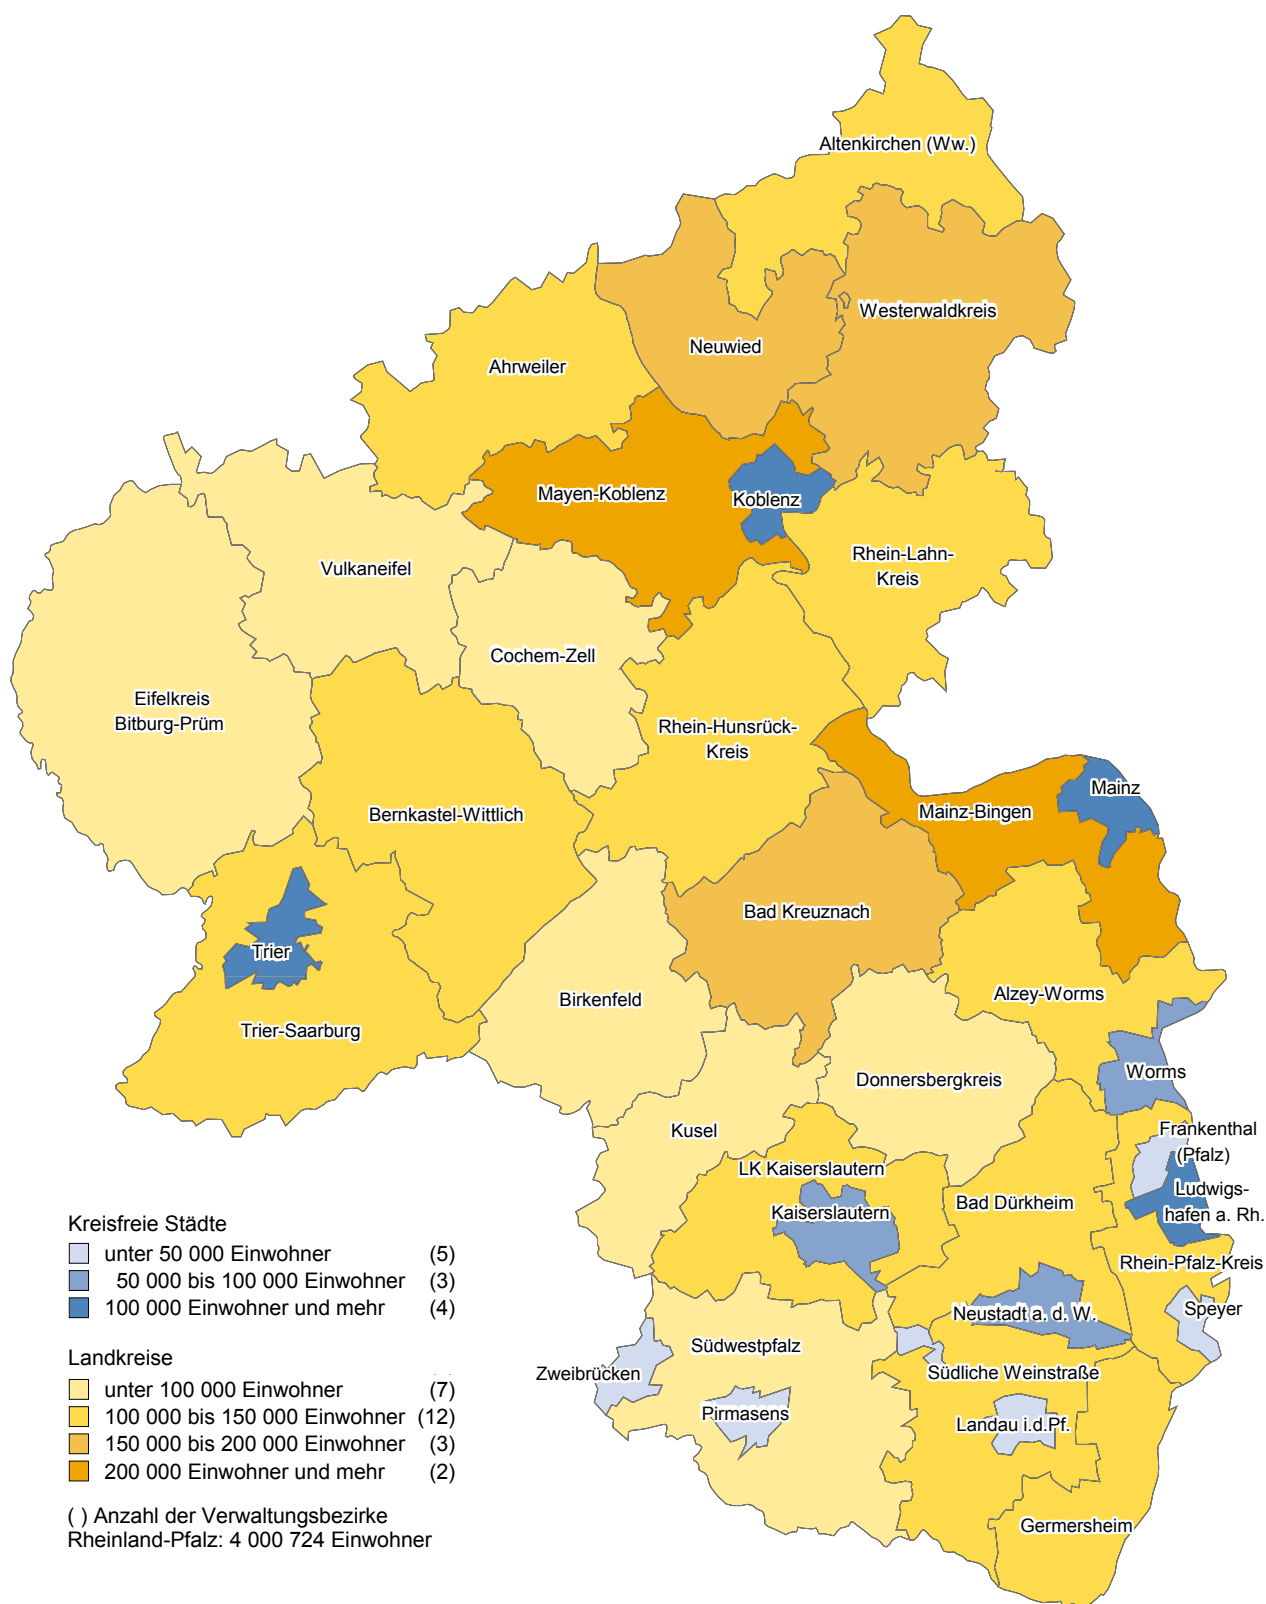 Altenkirchen (Ww.)
Westerwaldkreis
Neuwied
Ahrweiler
Mayen-Koblenz
Koblenz
Rhein-Lahn-
Kreis
Vulkaneifel
Cochem-Zell
Eifelkreis
Bitburg-Prüm
Rhein-Hunsrück-
Kreis
Mainz
Mainz-Bingen
Bernkastel-Wittlich
Bad Kreuznach
Trier
Birkenfeld
Alzey-Worms
Trier-Saarburg
Worms
Donnersbergkreis
Kusel
Frankenthal
(Pfalz)
LK Kaiserslautern
Ludwigs-
hafen a. Rh.
Bad Dürkheim
Kaiserslautern
Rhein-Pfalz-Kreis
Speyer
Neustadt a. d. W.
Südwestpfalz
Zweibrücken
Südliche Weinstraße
Pirmasens
Landau i.d.Pf.
Germersheim
Kreisfreie Städte
unter 50 000 Einwohner (5)
50 000 bis 100 000 Einwohner (3)
100 000 Einwohner und mehr (4)
Landkreise
unter 100 000 Einwohner (7)
100 000 bis 150 000 Einwohner (12)
150 000 bis 200 000 Einwohner (3)
200 000 Einwohner und mehr (2)
( ) Anzahl der Verwaltungsbezirke
Rheinland-Pfalz: 4 000 724 Einwohner